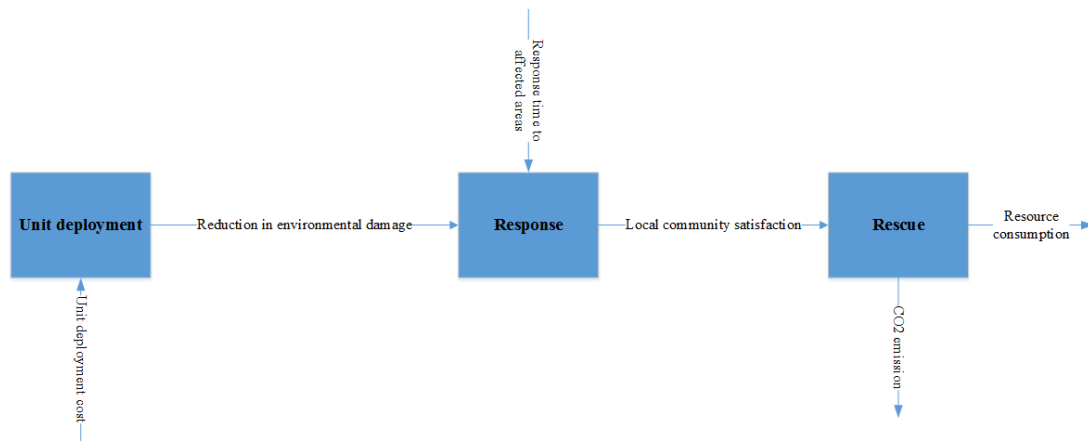 Response time to
affected areas
Unit deployment
Reduction in environmental damage
Response
Local community satisfaction
Rescue
Resource
consumption
Unit deployment cost
CO2 emission